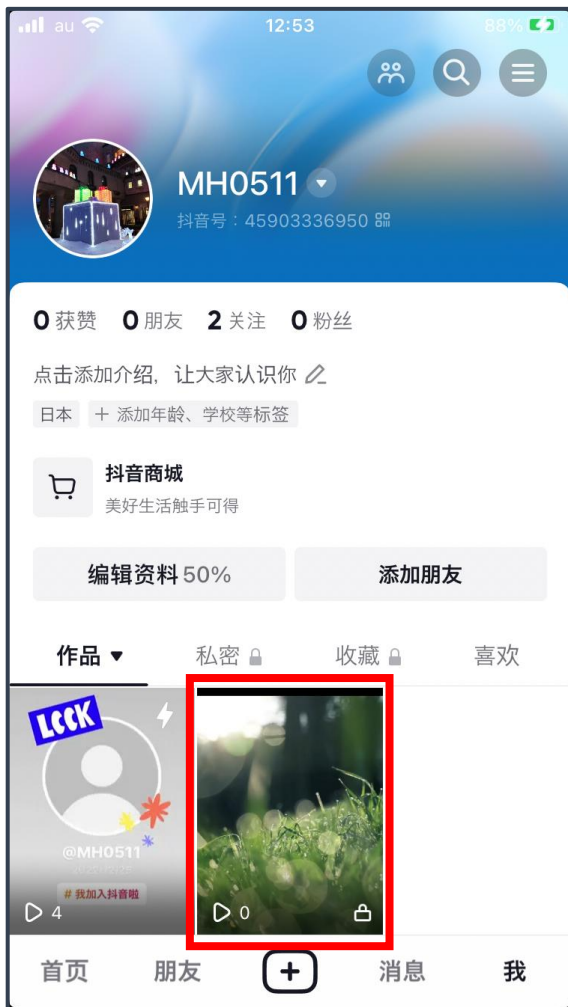 au 12:53 88%
MH0511
抖音号：45903336950
0 获赞 0 朋友 2 关注 0 粉丝
点击添加介绍，让大家认识你
日本 + 添加年龄、学校等标签
抖音商城
美好生活触手可得
编辑资料 50% 添加朋友
作品 私密 收藏 喜欢
LCCK
@MH0511
# 我加入抖音啦
4 0
首页 朋友 消息 我